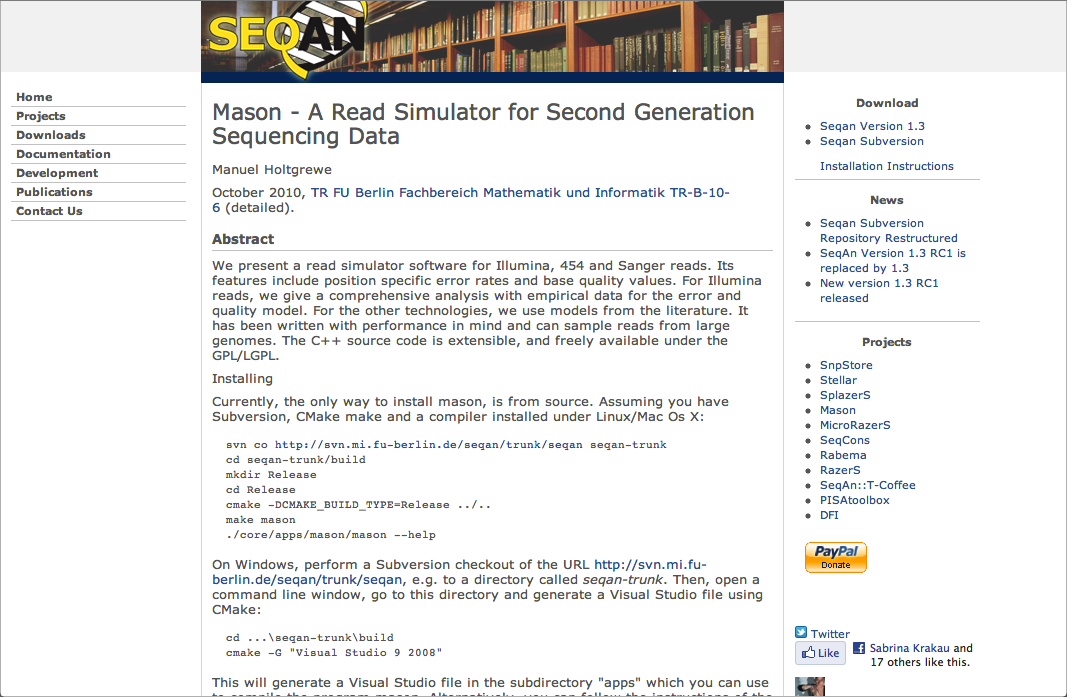 SEQAN
Home
Projects
Downloads
Documentation
Development
Publications
Contact Us
Mason - A Read Simulator for Second Generation
Sequencing Data
Manuel Holtgrewe
October 2010, TR FU Berlin Fachbereich Mathematik und Informatik TR-B-10-
6 (detailed).
Abstract
We present a read simulator software for Illumina, 454 and Sanger reads. Its
features include position specific error rates and base quality values. For Illumina
reads, we give a comprehensive analysis with empirical data for the error and
quality model. For the other technologies, we use models from the literature. It
has been written with performance in mind and can sample reads from large
genomes. The C++ source code is extensible, and freely available under the
GPL/LGPL.
Installing
Currently, the only way to install mason, is from source. Assuming you have
Subversion, CMake make and a compiler installed under Linux/Mac Os X:
svn co http://svn.mi.fu-berlin.de/seqan/trunk/seqan seqan-trunk
cd seqan-trunk/build
mkdir Release
cd Release
cmake -DCMAKE_BUILD_TYPE=Release ../..
make mason
./core/apps/mason/mason --help
On Windows, perform a Subversion checkout of the URL http://svn.mi.fu-
berlin.de/seqan/trunk/seqan, e.g. to a directory called seqan-trunk. Then, open a
command line window, go to this directory and generate a Visual Studio file using
CMake:
cd ...\seqan-trunk\build
cmake -G "Visual Studio 9 2008"
This will generate a Visual Studio file in the subdirectory "apps" which you can use
to compile the program mason. Alternatively, you can follow the instructions of the
Download
Seqan Version 1.3
Seqan Subversion
Installation Instructions
News
Seqan Subversion
Repository Restructured
SeqAn Version 1.3 RC1 is
replaced by 1.3
New version 1.3 RC1
released
Projects
SnpStore
Stellar
SplazerS
Mason
MicroRazerS
SeqCons
Rabema
RazerS
SeqAn::T-Coffee
PISAtoolbox
DFI
PayPal
Donate
Twitter
Like
Sabrina Krakau and
17 others like this.